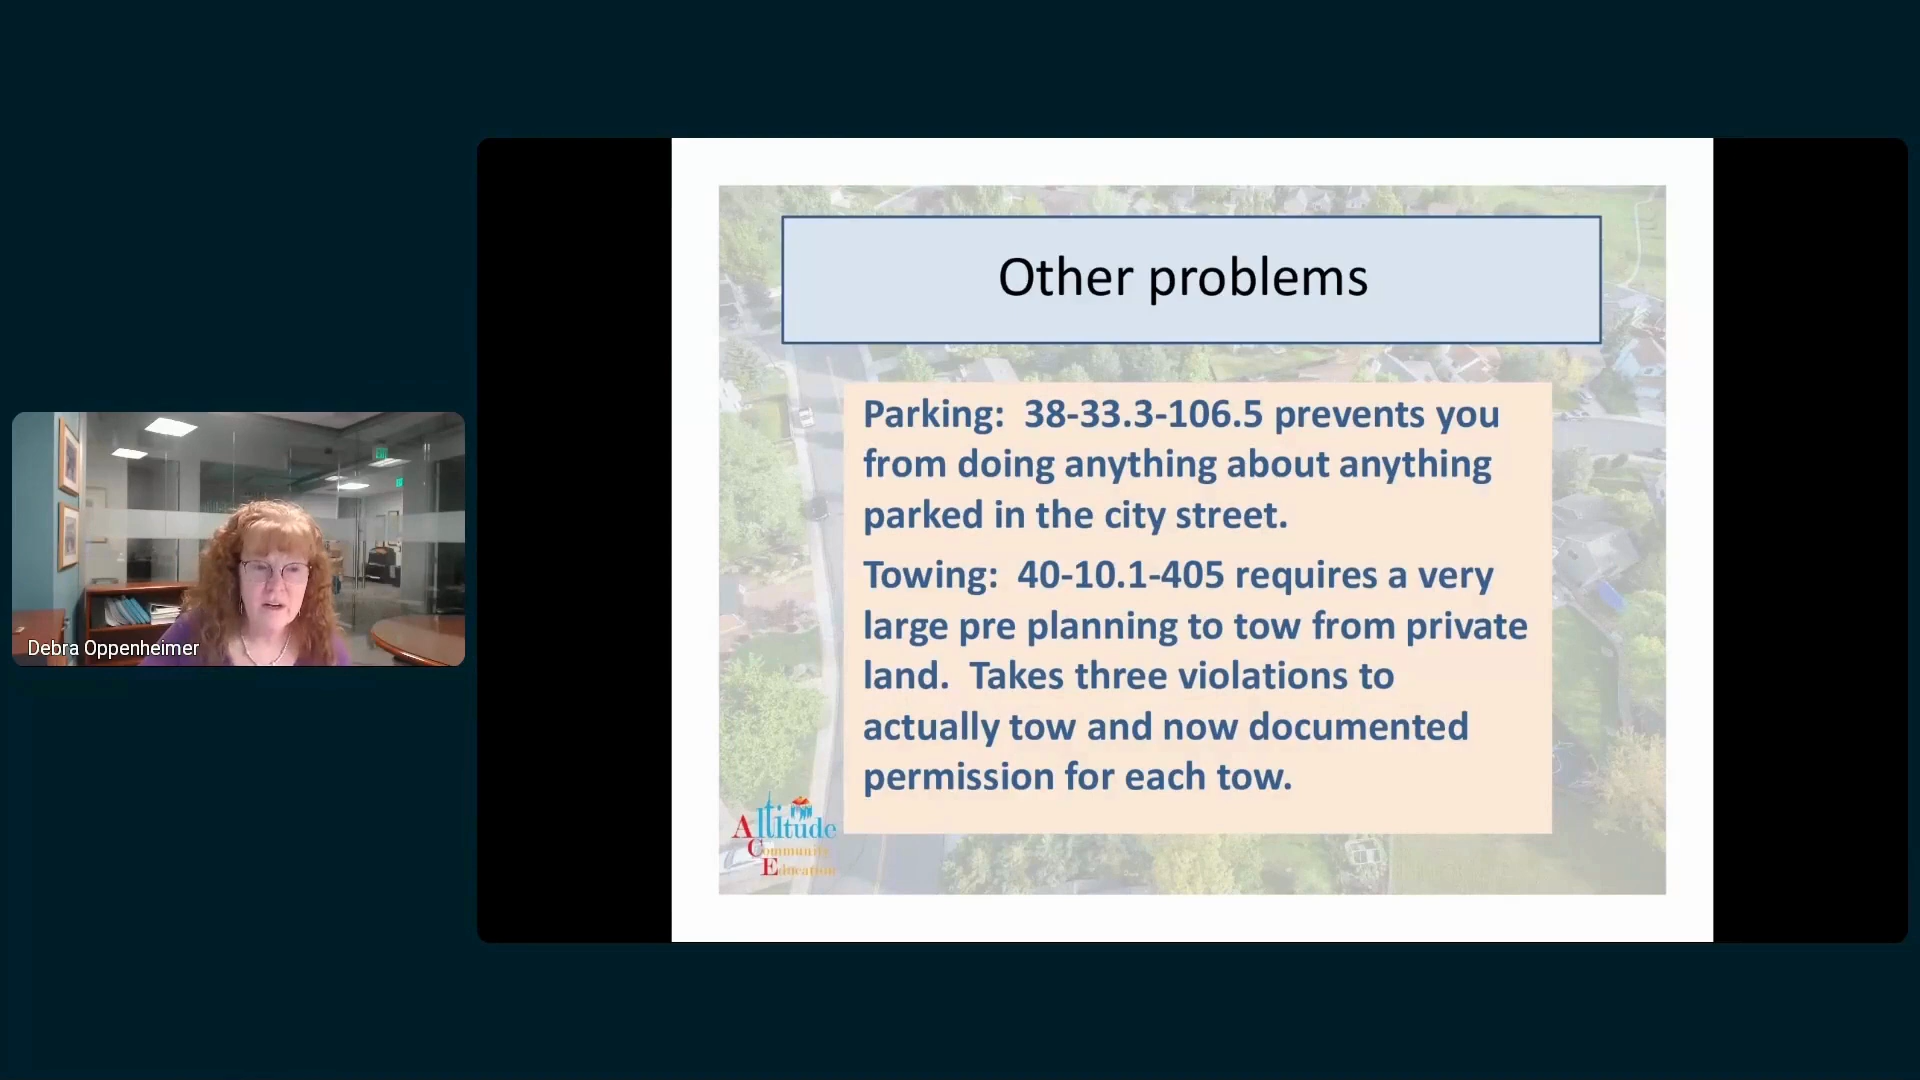 Other problems
Parking:  38-33.3-106.5 prevents you
from doing anything about anything
parked in the city street.
Towing:  40-10.1-405 requires a very
large pre planning to tow from private
land.  Takes three violations to
actually tow and now documented
permission for each tow.
Altitude
Community
Education
Debra Oppenheimer